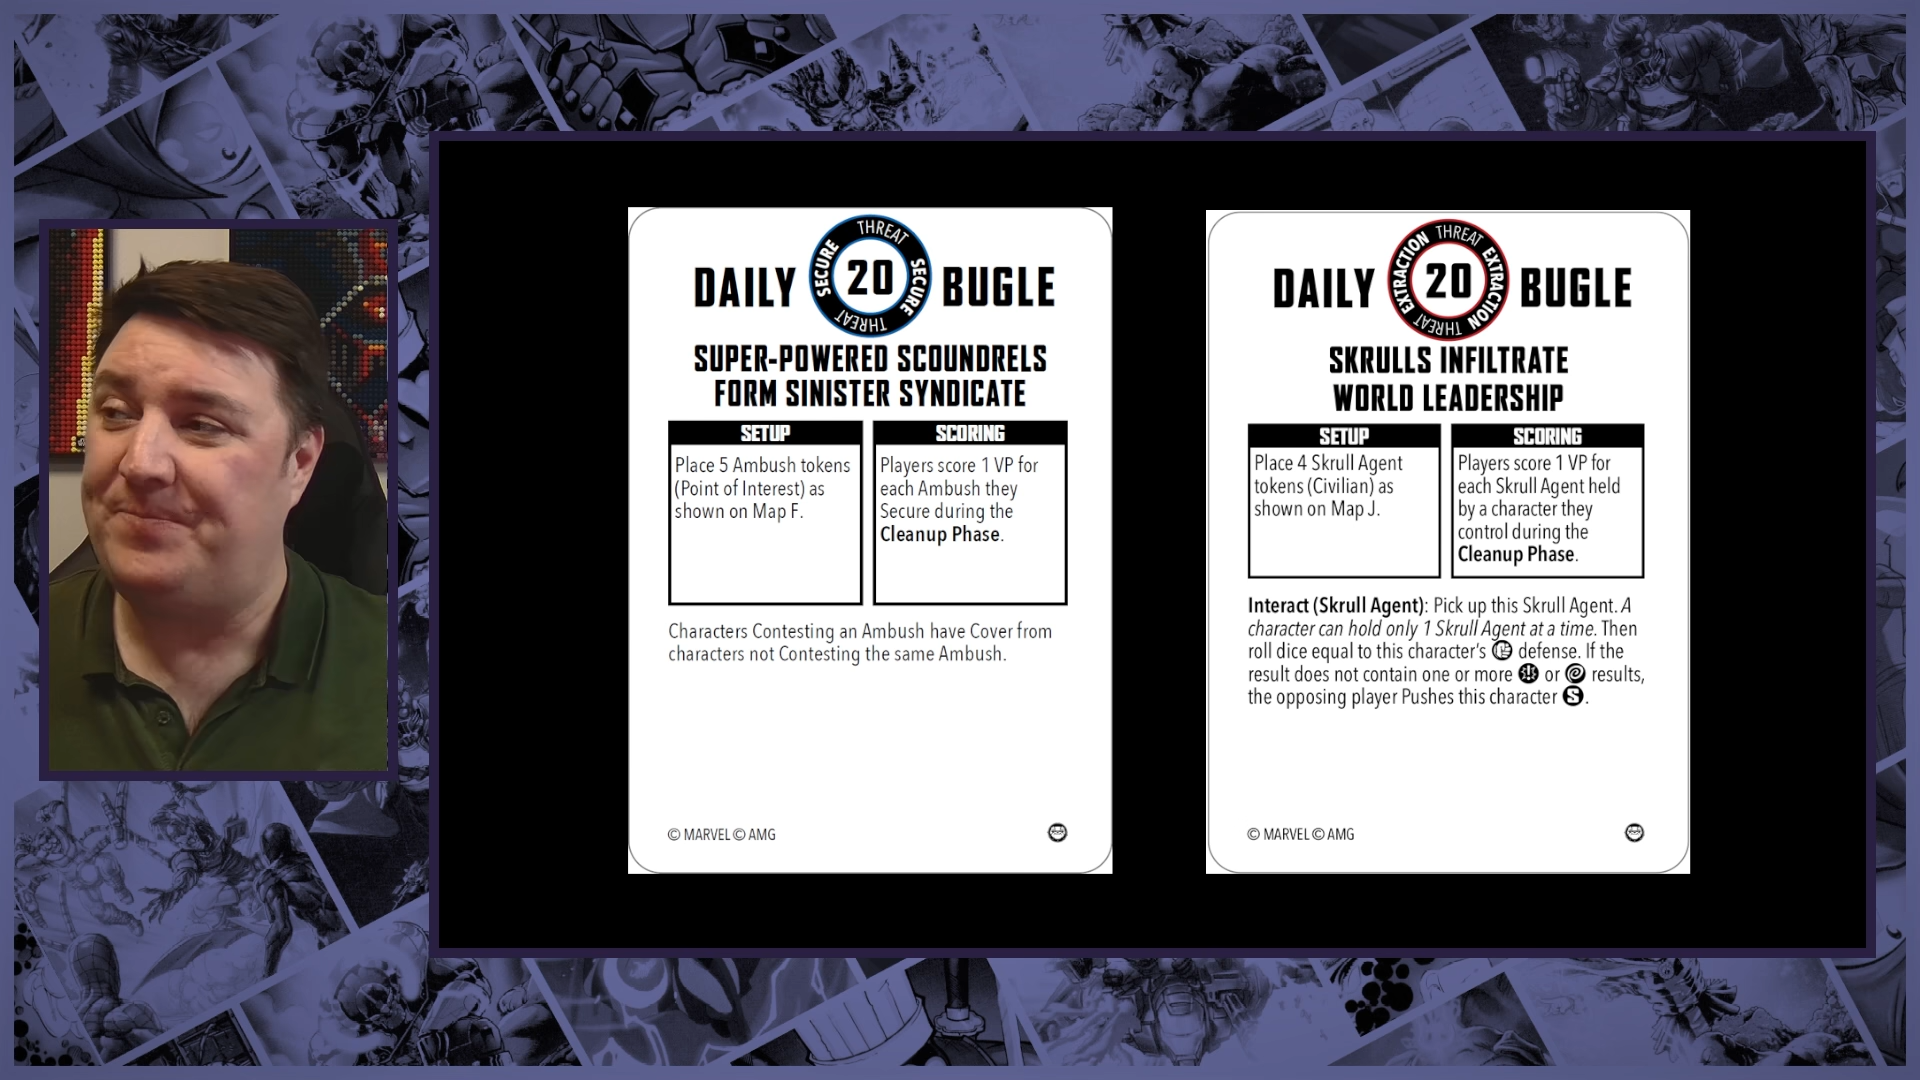 DAILY THREAT SECURE 20 SECURE THREAT BUGLE
SUPER-POWERED SCOUNDRELS
FORM SINISTER SYNDICATE
SETUP
Place 5 Ambush tokens
(Point of Interest) as
shown on Map F.
SCORING
Players score 1 VP for
each Ambush they
Secure during the
Cleanup Phase.
Characters Contesting an Ambush have Cover from
characters not Contesting the same Ambush.
© MARVEL © AMG
DAILY THREAT EXTRACTION 20 EXTRACTION THREAT BUGLE
SKRULLS INFILTRATE
WORLD LEADERSHIP
SETUP
Place 4 Skrull Agent
tokens (Civilian) as
shown on Map J.
SCORING
Players score 1 VP for
each Skrull Agent held
by a character they
control during the
Cleanup Phase.
Interact (Skrull Agent): Pick up this Skrull Agent. A
character can hold only 1 Skrull Agent at a time. Then
roll dice equal to this character's defense. If the
result does not contain one or more or results,
the opposing player Pushes this character S.
© MARVEL © AMG